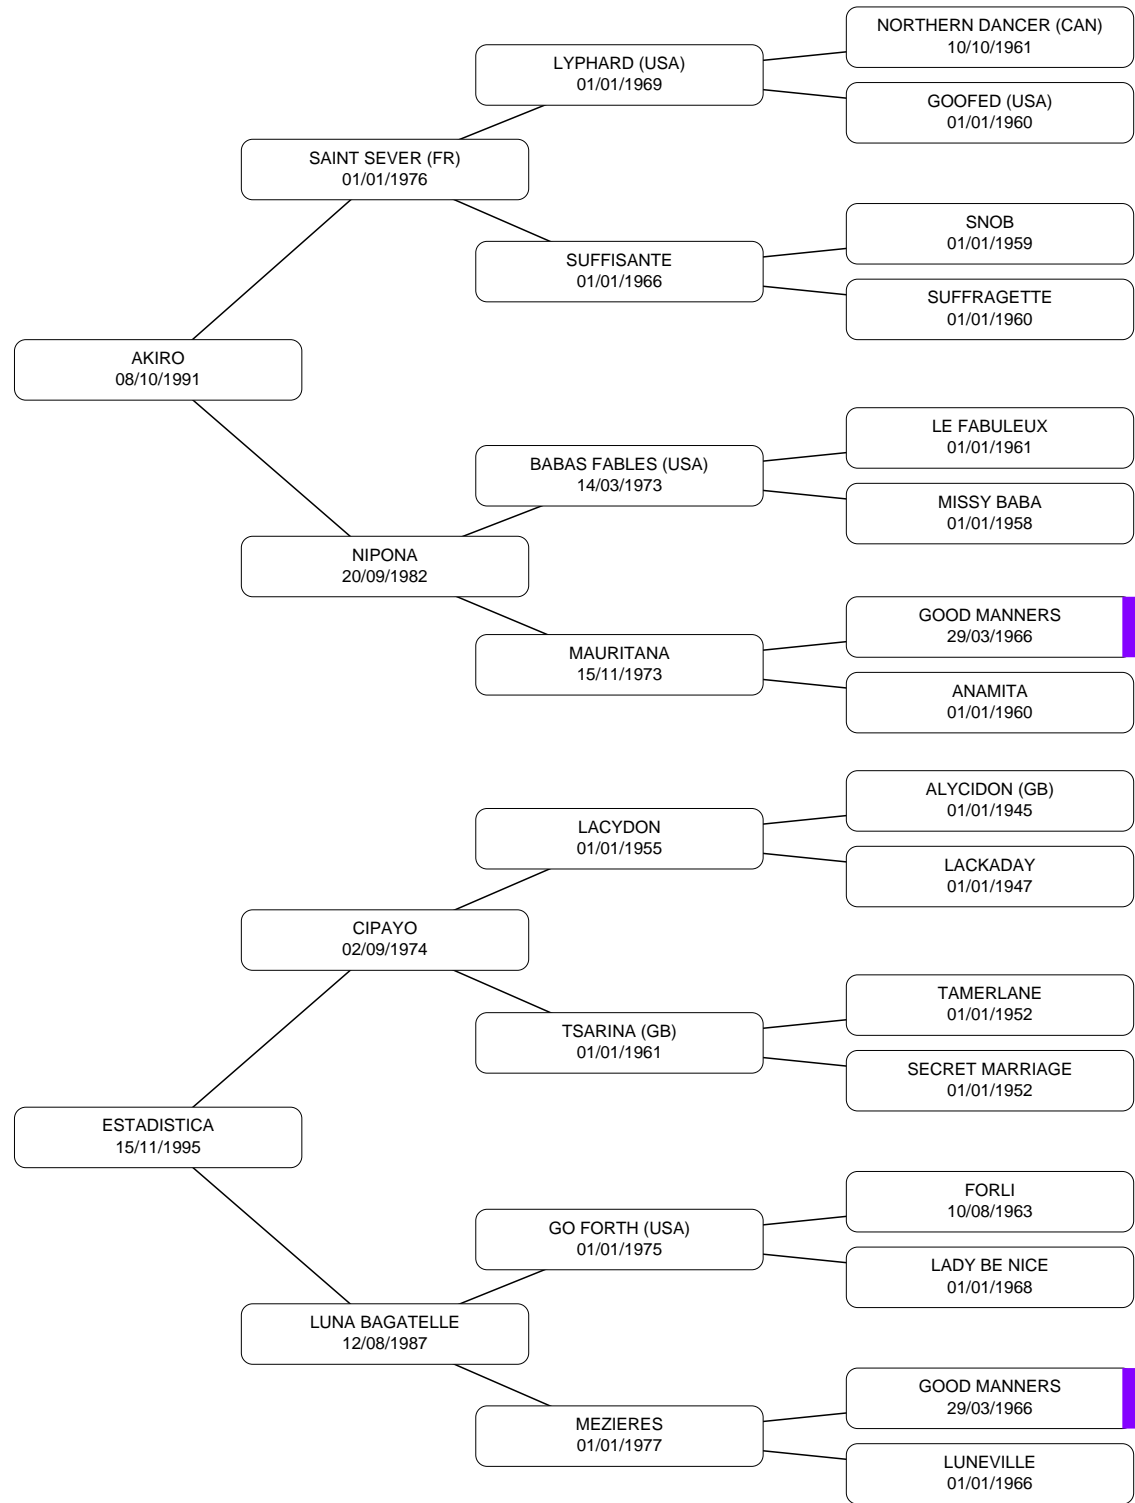 NORTHERN DANCER (CAN)
10/10/1961
LYPHARD (USA)
01/01/1969
GOOFED (USA)
01/01/1960
SAINT SEVER (FR)
01/01/1976
SNOB
01/01/1959
SUFFISANTE
01/01/1966
SUFFRAGETTE
01/01/1960
AKIRO
08/10/1991
LE FABULEUX
01/01/1961
BABAS FABLES (USA)
14/03/1973
MISSY BABA
01/01/1958
NIPONA
20/09/1982
GOOD MANNERS
29/03/1966
MAURITANA
15/11/1973
ANAMITA
01/01/1960
ALYCIDON (GB)
01/01/1945
LACYDON
01/01/1955
LACKADAY
01/01/1947
CIPAYO
02/09/1974
TAMERLANE
01/01/1952
TSARINA (GB)
01/01/1961
SECRET MARRIAGE
01/01/1952
ESTADISTICA
15/11/1995
FORLI
10/08/1963
GO FORTH (USA)
01/01/1975
LADY BE NICE
01/01/1968
LUNA BAGATELLE
12/08/1987
GOOD MANNERS
29/03/1966
MEZIERES
01/01/1977
LUNEVILLE
01/01/1966